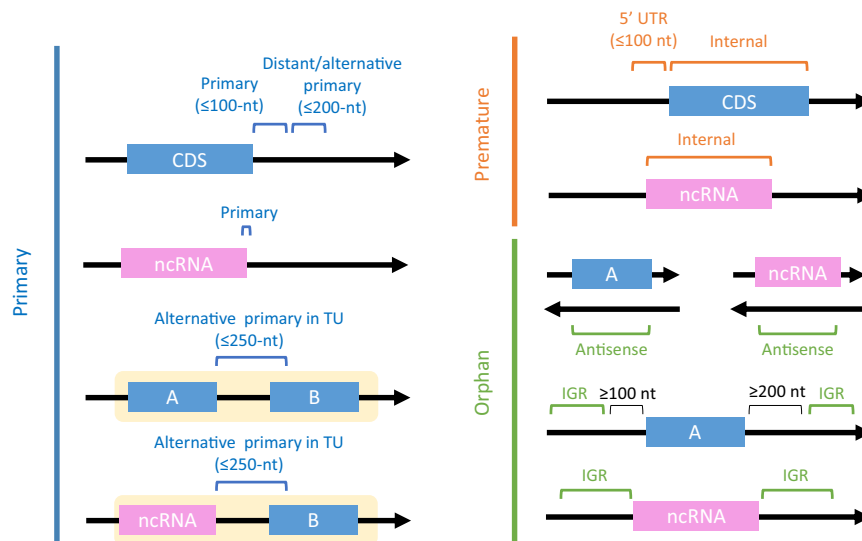 Primary
Primary
(≤100-nt)
Distant/alternative
primary
(≤200-nt)
CDS
Primary
ncRNA
Alternative primary in TU
(≤250-nt)
A
B
Alternative primary in TU
(≤250-nt)
ncRNA
B
Premature
5’ UTR
(≤100 nt)
Internal
CDS
Internal
ncRNA
Orphan
A
ncRNA
Antisense
Antisense
IGR
≥100 nt
≥200 nt
IGR
A
IGR
IGR
ncRNA